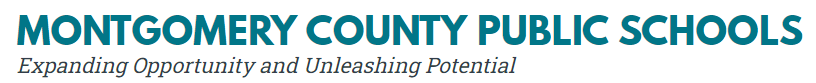 MONTGOMERY COUNTY PUBLIC SCHOOLS
Expanding Opportunity and Unleashing Potential